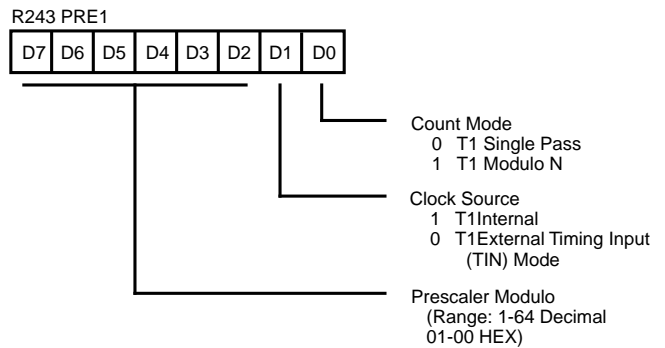 R243 PRE1
D7 D6 D5 D4 D3 D2 D1 D0
Count Mode
0 T1 Single Pass
1 T1 Modulo N
Clock Source
1 T1Internal
0 T1External Timing Input
(TIN) Mode
Prescaler Modulo
(Range: 1-64 Decimal
01-00 HEX)